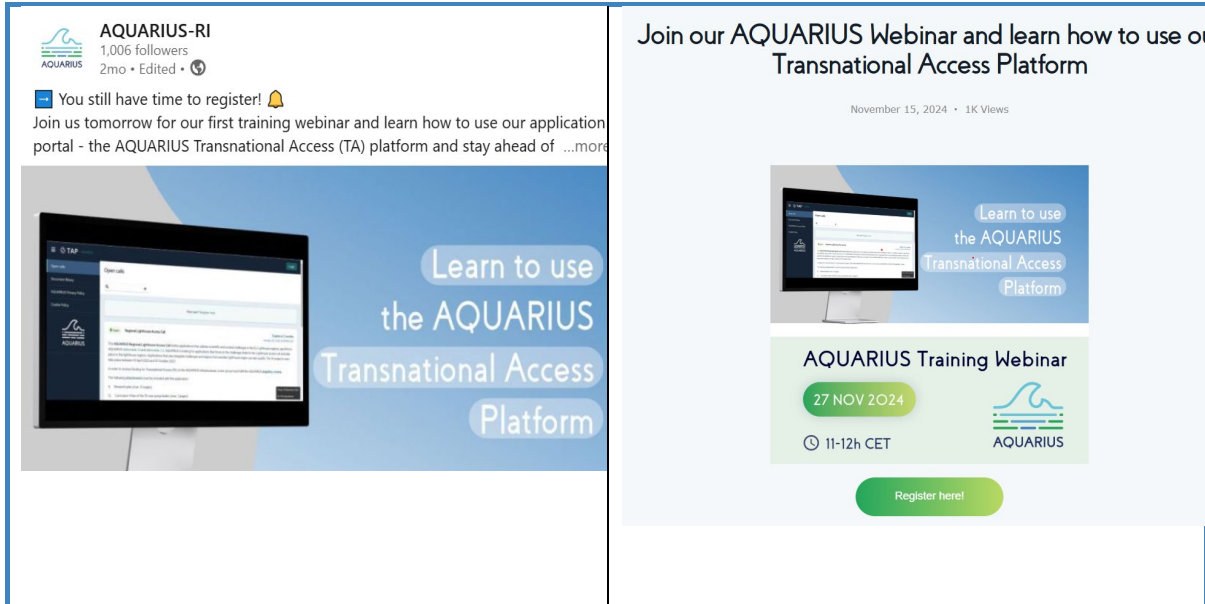 AQUARIUS-RI
1,006 followers
2mo • Edited •
AQUARIUS
You still have time to register!
Join us tomorrow for our first training webinar and learn how to use our application
portal - the AQUARIUS Transnational Access (TA) platform and stay ahead of ...more
TAP
Open calls
Open calls
AQUARIUS
Learn to use
the AQUARIUS
Transnational Access
Platform
Join our AQUARIUS Webinar and learn how to use
Transnational Access Platform
November 15, 2024 • 1K Views
Learn to use
the AQUARIUS
Transnational Access
Platform
AQUARIUS Training Webinar
27 NOV 2024
11-12h CET
AQUARIUS
Register here!